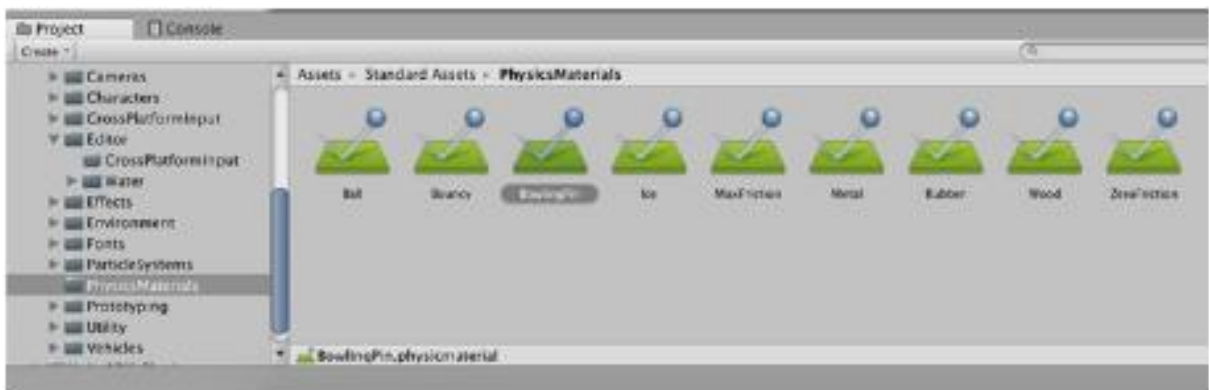 Project Console
Create
Cameras
Characters
CrossPlatformInput
Editor
CrossPlatformInput
Water
Effects
Environment
Fonts
ParticleSystems
PhysicsMaterials
Prototyping
Utility
Vehicles
Assets Standard Assets PhysicsMaterials
Ball Bouncy BowlingPi... Ice MaxFriction Metal Rubber Wood ZeroFriction
BowlingPin.physicmaterial